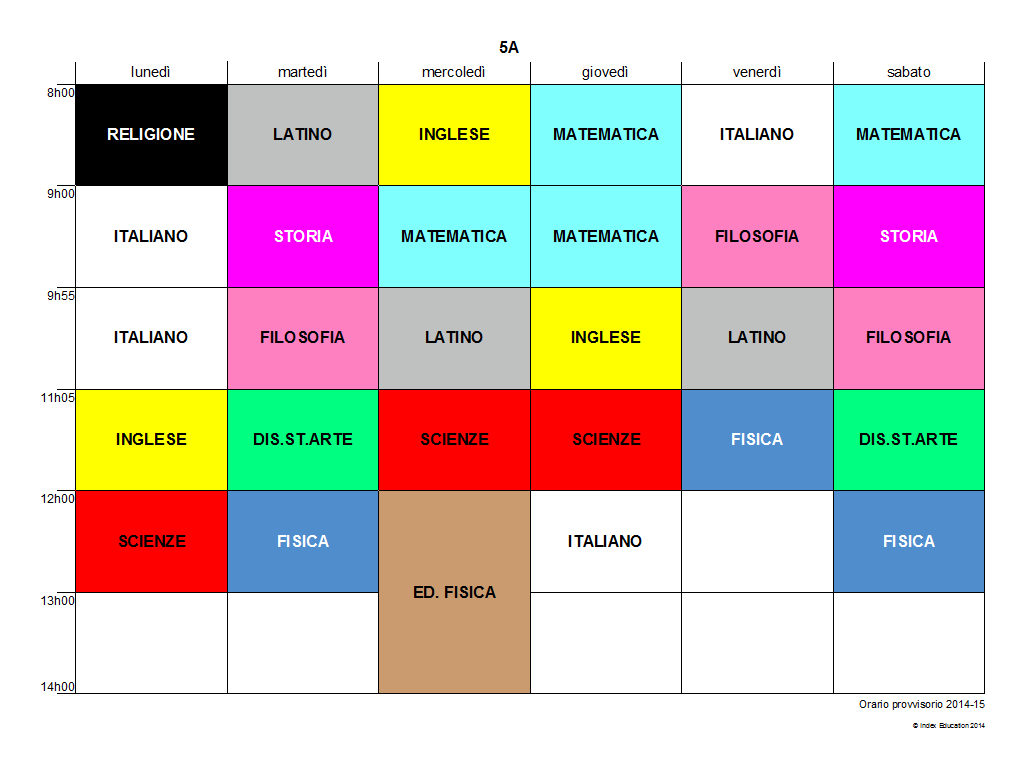 5A
lunedì martedì mercoledì giovedì venerdì sabato
8h00
RELIGIONE LATINO INGLESE MATEMATICA ITALIANO MATEMATICA
9h00
ITALIANO STORIA MATEMATICA MATEMATICA FILOSOFIA STORIA
9h55
ITALIANO FILOSOFIA LATINO INGLESE LATINO FILOSOFIA
11h05
INGLESE DIS.ST.ARTE SCIENZE SCIENZE FISICA DIS.ST.ARTE
12h00
SCIENZE FISICA ITALIANO FISICA
ED. FISICA
13h00
14h00
Orario provvisorio 2014-15
© Index Education 2014